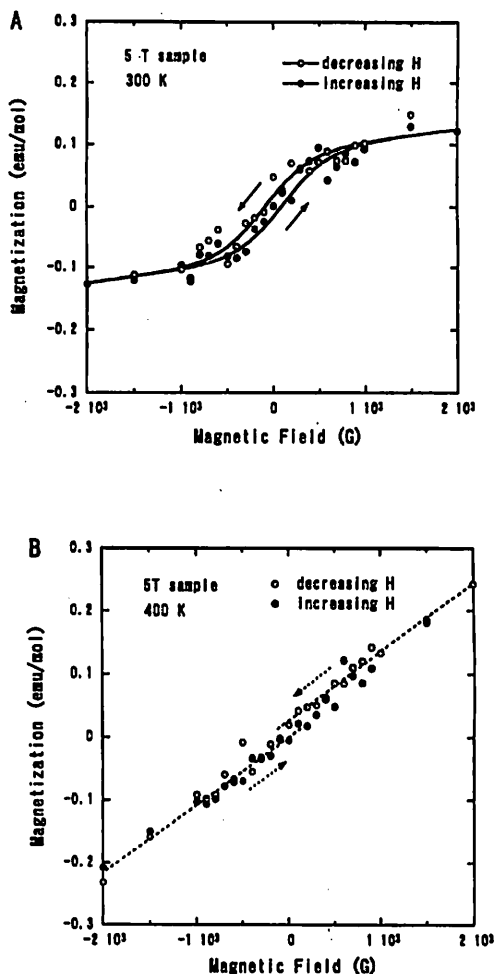 A
5 T sample
300 K
decreasing H
increasing H
Magnetization (emu/mol)
0.3
0.2
0.1
0
-0.1
-0.2
-0.3
-2 10³
-1 10³
0
1 10³
2 10³
Magnetic Field (G)
B
5T sample
400 K
decreasing H
increasing H
Magnetization (emu/mol)
0.3
0.2
0.1
0
-0.1
-0.2
-0.3
-2 10³
-1 10³
0
1 10³
2 10³
Magnetic Field (G)